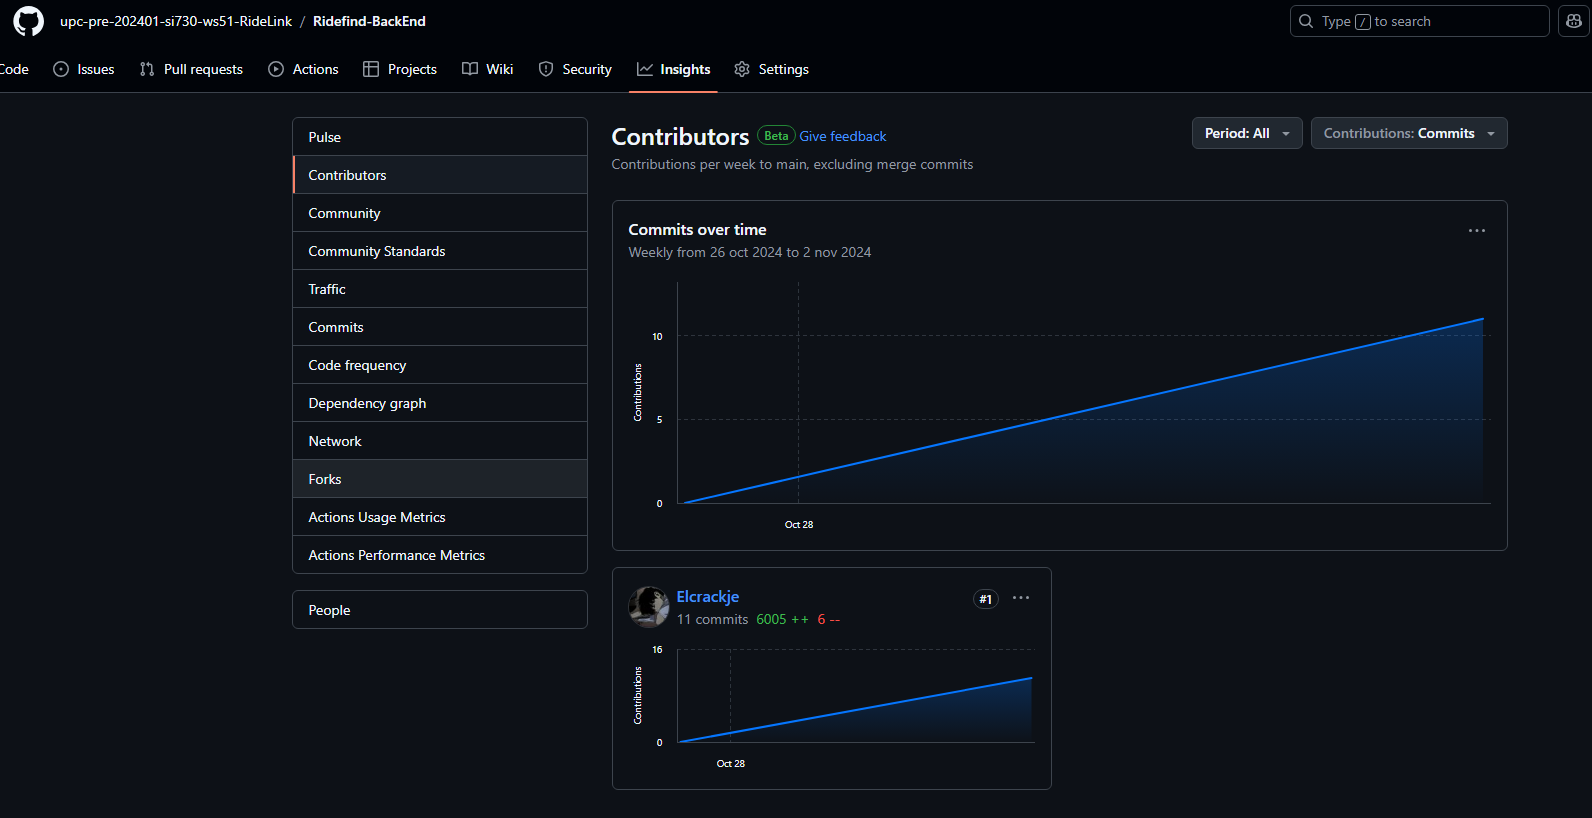 upc-pre-202401-si730-ws51-RideLink / Ridefind-BackEnd
Type / to search
Code Issues Pull requests Actions Projects Wiki Security Insights Settings
Pulse
Contributors
Community
Community Standards
Traffic
Commits
Code frequency
Dependency graph
Network
Forks
Actions Usage Metrics
Actions Performance Metrics
People
Contributors Beta Give feedback
Period: All
Contributions: Commits
Contributions per week to main, excluding merge commits
Commits over time
Weekly from 26 oct 2024 to 2 nov 2024
Contributions
10
5
0
Oct 28
Elcrackje
#1
11 commits 6005 ++ 6 --
Contributions
16
0
Oct 28